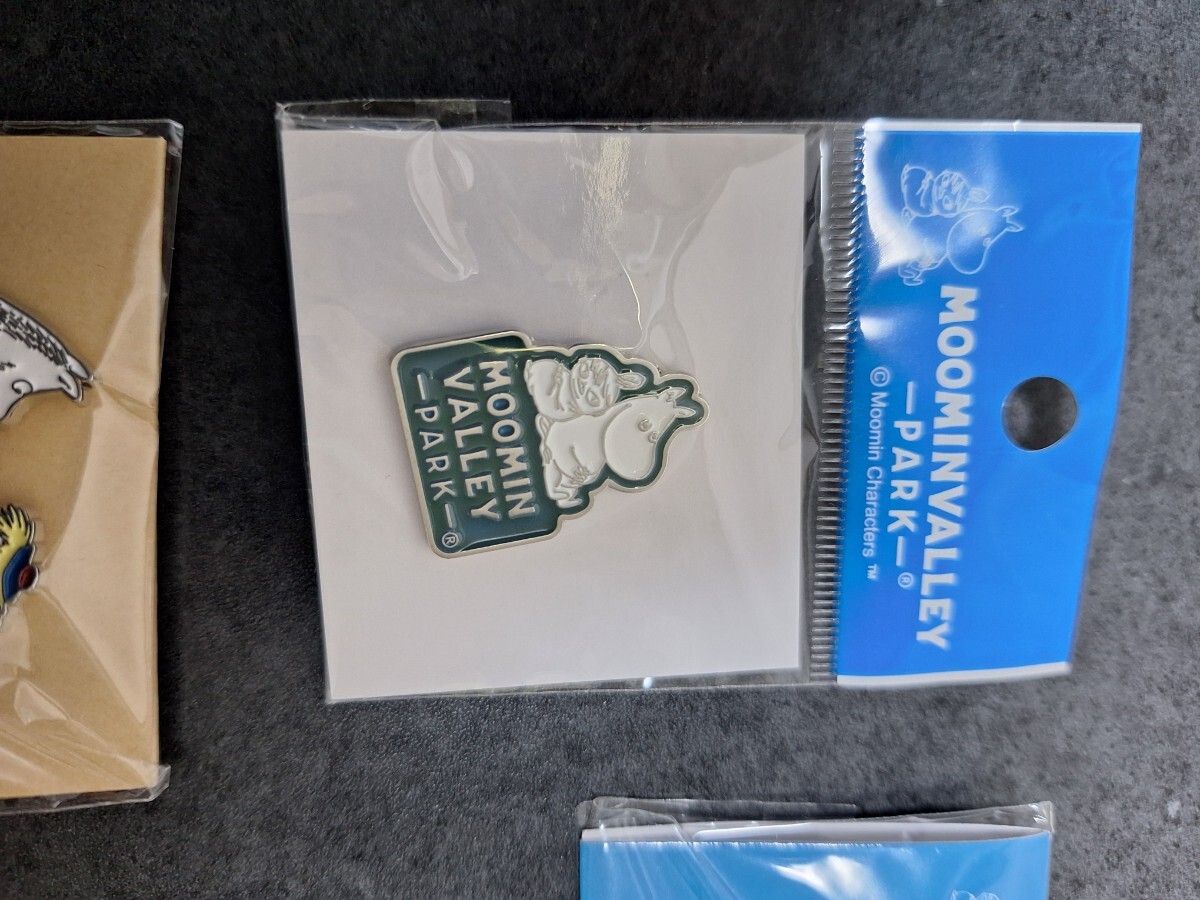 MOOMINVALLEY
—PARK—®
© Moomin Characters ™
MOOMIN
VALLEY
—PARK—®